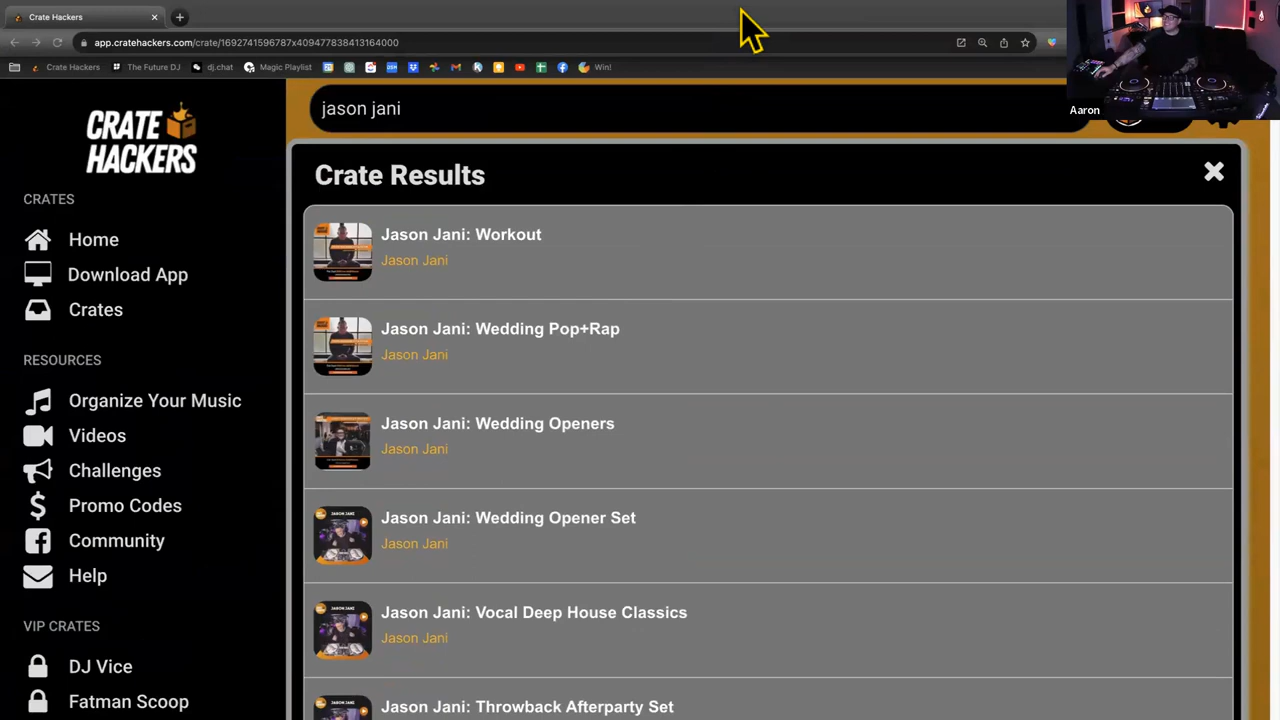 Crate Hackers
app.cratehackers.com/crate/1692741596787x409477838413164000
Crate Hackers
The Future DJ
dj.chat
Magic Playlist
Win!
Aaron
CRATE
HACKERS
jason jani
CRATES
Home
Download App
Crates
RESOURCES
Organize Your Music
Videos
Challenges
Promo Codes
Community
Help
VIP CRATES
DJ Vice
Fatman Scoop
Crate Results
Jason Jani: Workout
Jason Jani
Jason Jani: Wedding Pop+Rap
Jason Jani
Jason Jani: Wedding Openers
Jason Jani
Jason Jani: Wedding Opener Set
Jason Jani
Jason Jani: Vocal Deep House Classics
Jason Jani
Jason Jani: Throwback Afterparty Set